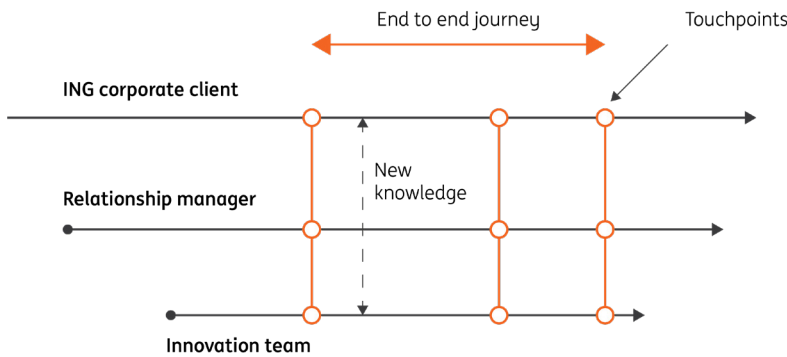 End to end journey
Touchpoints
ING corporate client
New
knowledge
Relationship manager
Innovation team